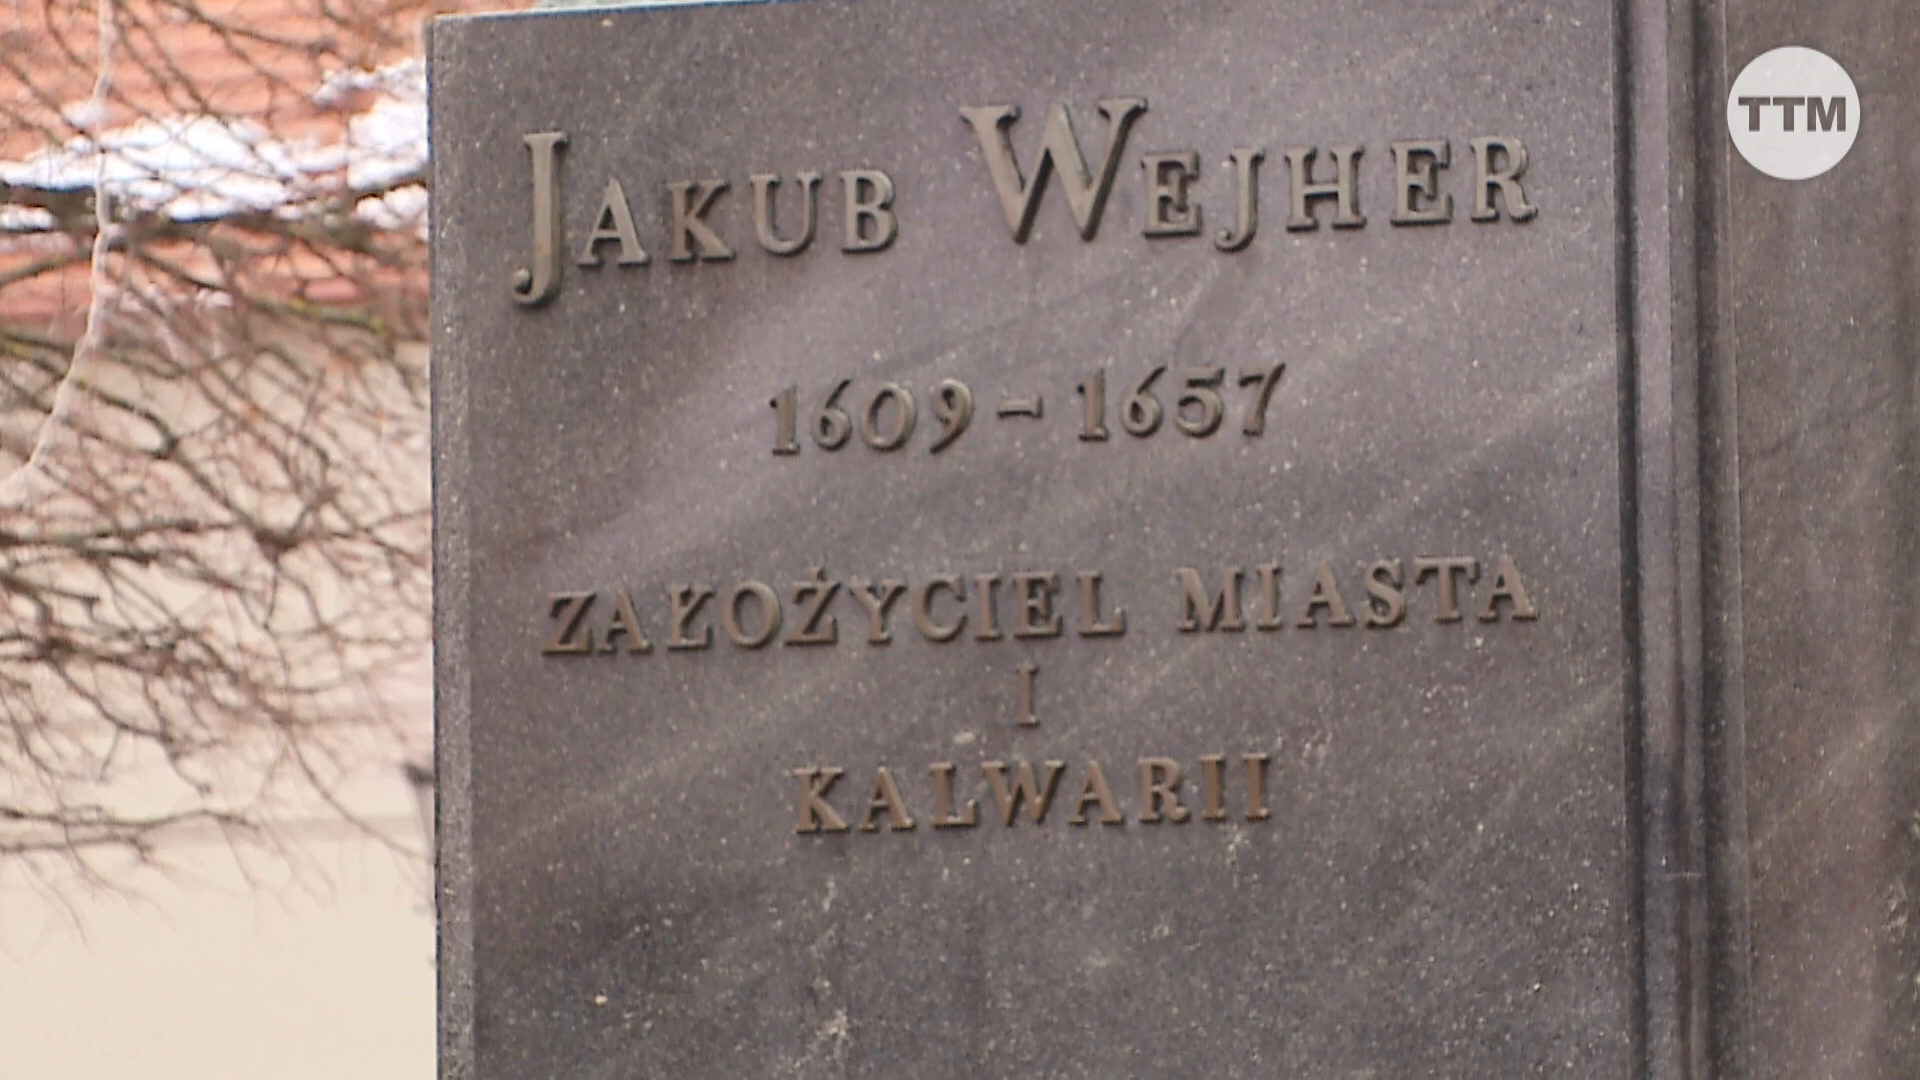 TTM
JAKUB WEJHER
1609-1657
ZAŁOŻYCIEL MIASTA
I
KALWARII